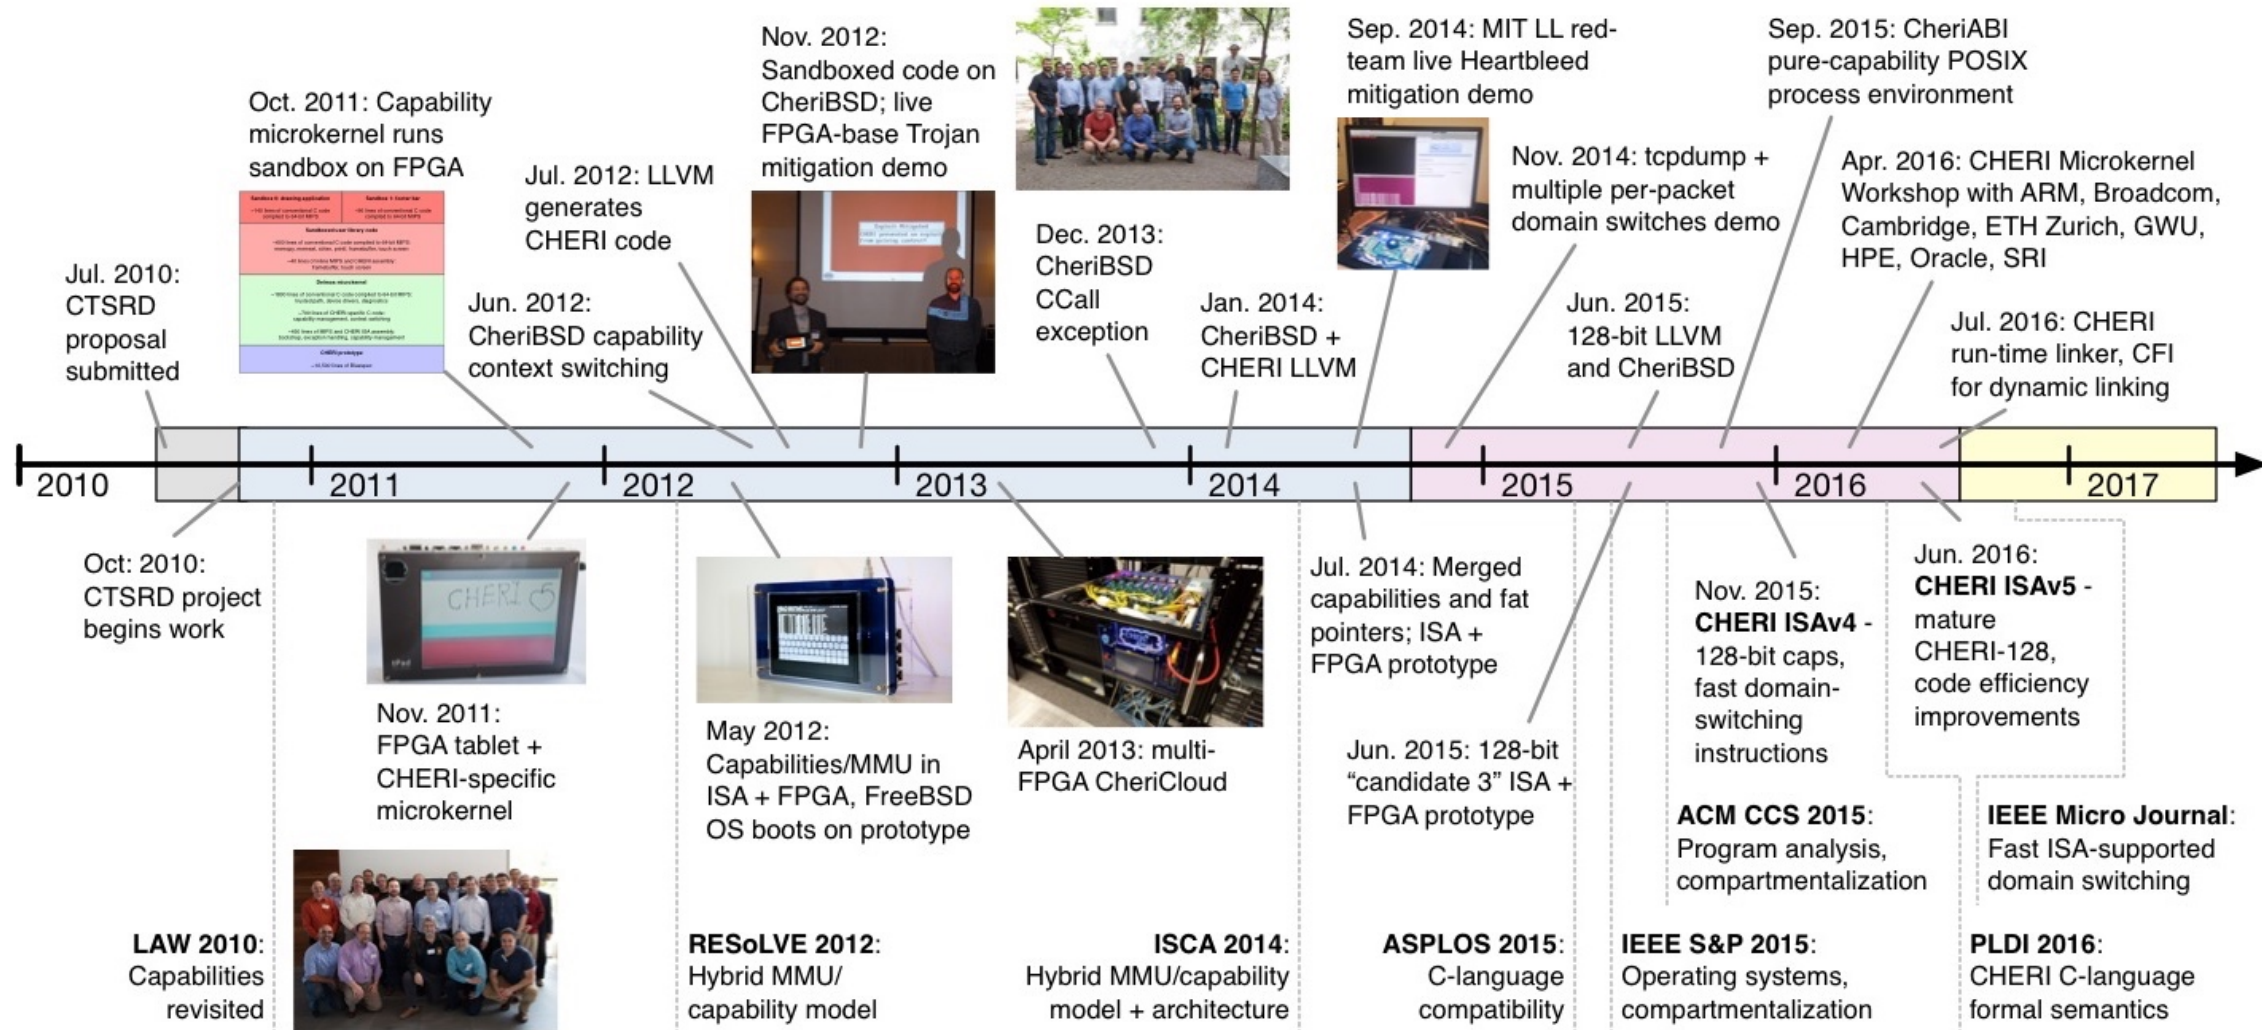 Jul. 2010:
CTSRD
proposal
submitted
Oct. 2011: Capability
microkernel runs
sandbox on FPGA
Jun. 2012:
CheriBSD capability
context switching
Jul. 2012: LLVM
generates
CHERI code
Nov. 2012:
Sandboxed code on
CheriBSD; live
FPGA-base Trojan
mitigation demo
Dec. 2013:
CheriBSD
CCall
exception
Jan. 2014:
CheriBSD +
CHERI LLVM
Sep. 2014: MIT LL red-
team live Heartbleed
mitigation demo
Nov. 2014: tcpdump +
multiple per-packet
domain switches demo
Jun. 2015:
128-bit LLVM
and CheriBSD
Sep. 2015: CheriABI
pure-capability POSIX
process environment
Apr. 2016: CHERI Microkernel
Workshop with ARM, Broadcom,
Cambridge, ETH Zurich, GWU,
HPE, Oracle, SRI
Jul. 2016: CHERI
run-time linker, CFI
for dynamic linking
2010
2011
2012
2013
2014
2015
2016
2017
Oct: 2010:
CTSRD project
begins work
CHERI
Nov. 2011:
FPGA tablet +
CHERI-specific
microkernel
May 2012:
Capabilities/MMU in
ISA + FPGA, FreeBSD
OS boots on prototype
April 2013: multi-
FPGA CheriCloud
Jul. 2014: Merged
capabilities and fat
pointers; ISA +
FPGA prototype
Jun. 2015: 128-bit
“candidate 3” ISA +
FPGA prototype
Nov. 2015:
CHERI ISAv4 -
128-bit caps,
fast domain-
switching
instructions
Jun. 2016:
CHERI ISAv5 -
mature
CHERI-128,
code efficiency
improvements
LAW 2010:
Capabilities
revisited
RESoLVE 2012:
Hybrid MMU/
capability model
ISCA 2014:
Hybrid MMU/capability
model + architecture
ASPLOS 2015:
C-language
compatibility
IEEE S&P 2015:
Operating systems,
compartmentalization
ACM CCS 2015:
Program analysis,
compartmentalization
IEEE Micro Journal:
Fast ISA-supported
domain switching
PLDI 2016:
CHERI C-language
formal semantics